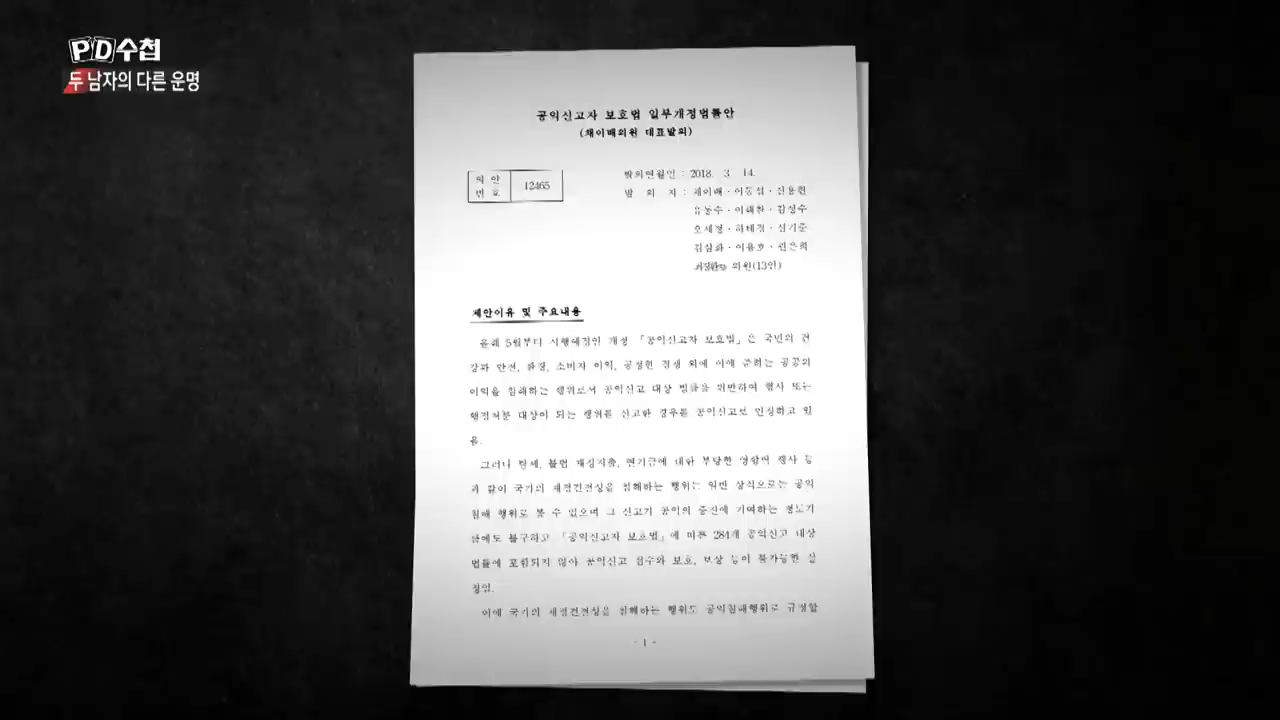 PD수첩
두 남자의 다른 운명
공익신고자 보호법 일부개정법률안
(채이배의원 대표발의)
의 안
번 호
12465
발의연월일 : 2018. 3. 14.
발 의 자 : 채이배ㆍ이동섭ㆍ신용현
유동수ㆍ이해찬ㆍ김성수
오세정ㆍ하태경ㆍ심기준
김삼화ㆍ이용호ㆍ권은희
의원(13인)
제안이유 및 주요내용
올해 5월부터 시행예정인 개정 「공익신고자 보호법」은 국민의 건
강과 안전, 환경, 소비자 이익, 공정한 경쟁 외에 이에 준하는 공공의
이익을 침해하는 행위로서 공익신고 대상 법률을 위반하여 형사 또는
행정처분 대상이 되는 행위를 신고한 경우를 공익신고로 인정하고 있
음.
그러나 탈세, 불법 재정지출, 연기금에 대한 부당한 영향력 행사 등
과 같이 국가의 재정건전성을 침해하는 행위는 일반 상식으로는 공익
침해 행위로 볼 수 있으며 그 신고가 공익의 증진에 기여하는 정도가
큼에도 불구하고 「공익신고자 보호법」에 따른 284개 공익신고 대상
법률에 포함되지 않아 공익신고 접수와 보호, 보상 등이 불가능한 실
정임.
이에 국가의 재정건전성을 침해하는 행위도 공익침해행위로 규정함
- 1 -